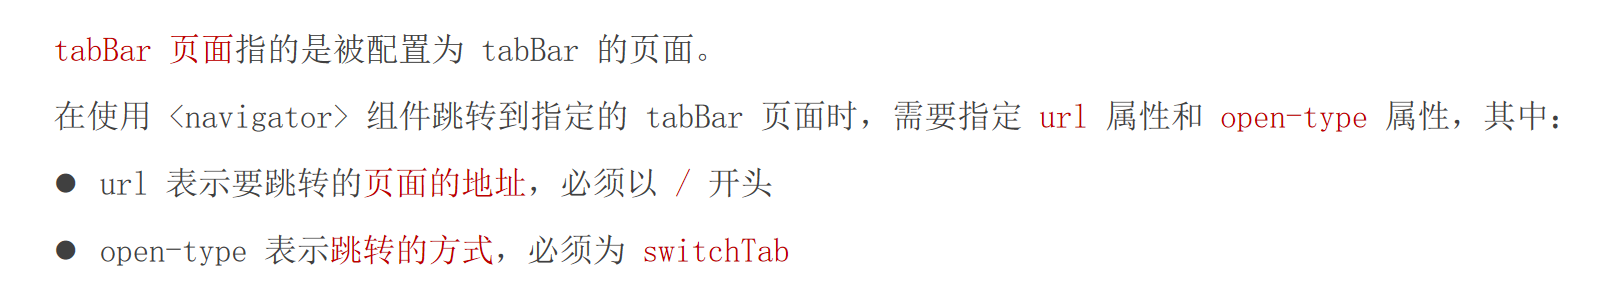 tabBar 页面指的是被配置为 tabBar 的页面。
在使用 <navigator> 组件跳转到指定的 tabBar 页面时，需要指定 url 属性和 open-type 属性，其中：
● url 表示要跳转的页面的地址，必须以 / 开头
● open-type 表示跳转的方式，必须为 switchTab